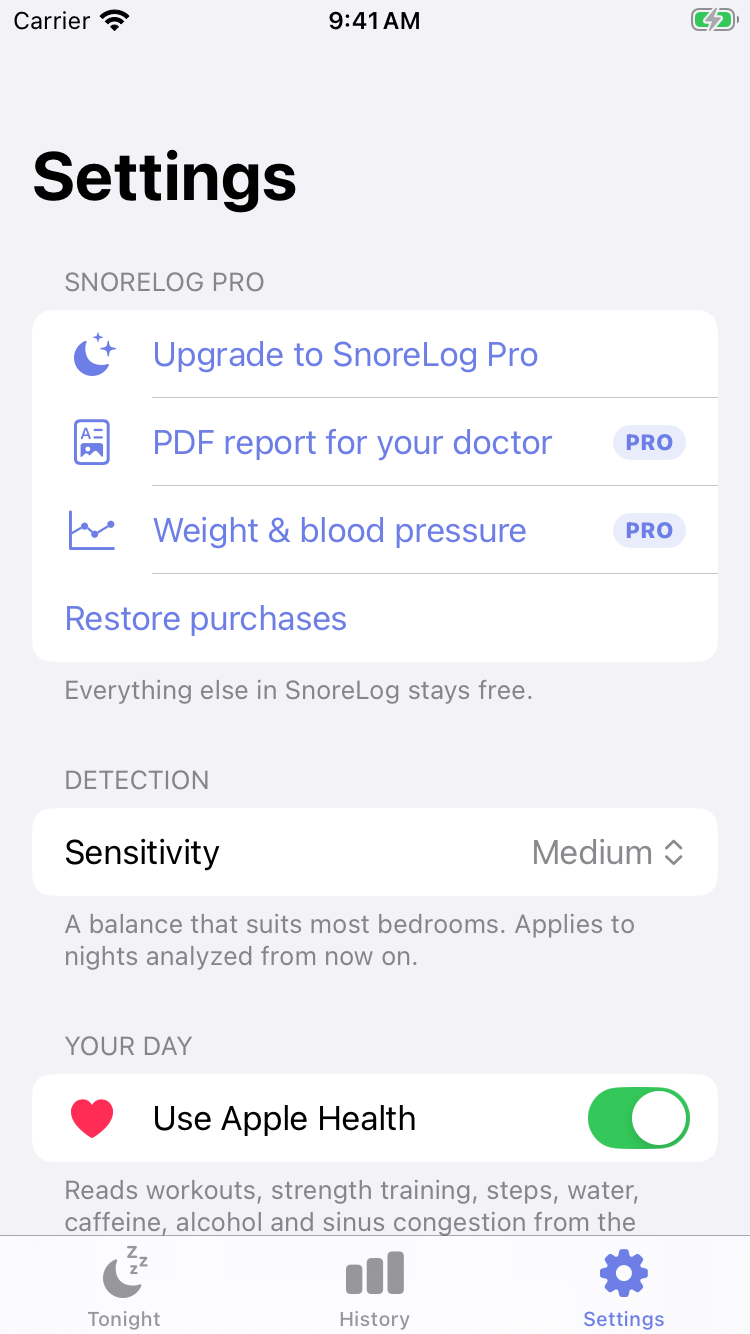 Carrier
9:41 AM
Settings
SNORELOG PRO
Upgrade to SnoreLog Pro
PDF report for your doctor PRO
Weight & blood pressure PRO
Restore purchases
Everything else in SnoreLog stays free.
DETECTION
Sensitivity Medium
A balance that suits most bedrooms. Applies to
nights analyzed from now on.
YOUR DAY
Use Apple Health
Reads workouts, strength training, steps, water,
caffeine, alcohol and sinus congestion from the
Tonight History Settings